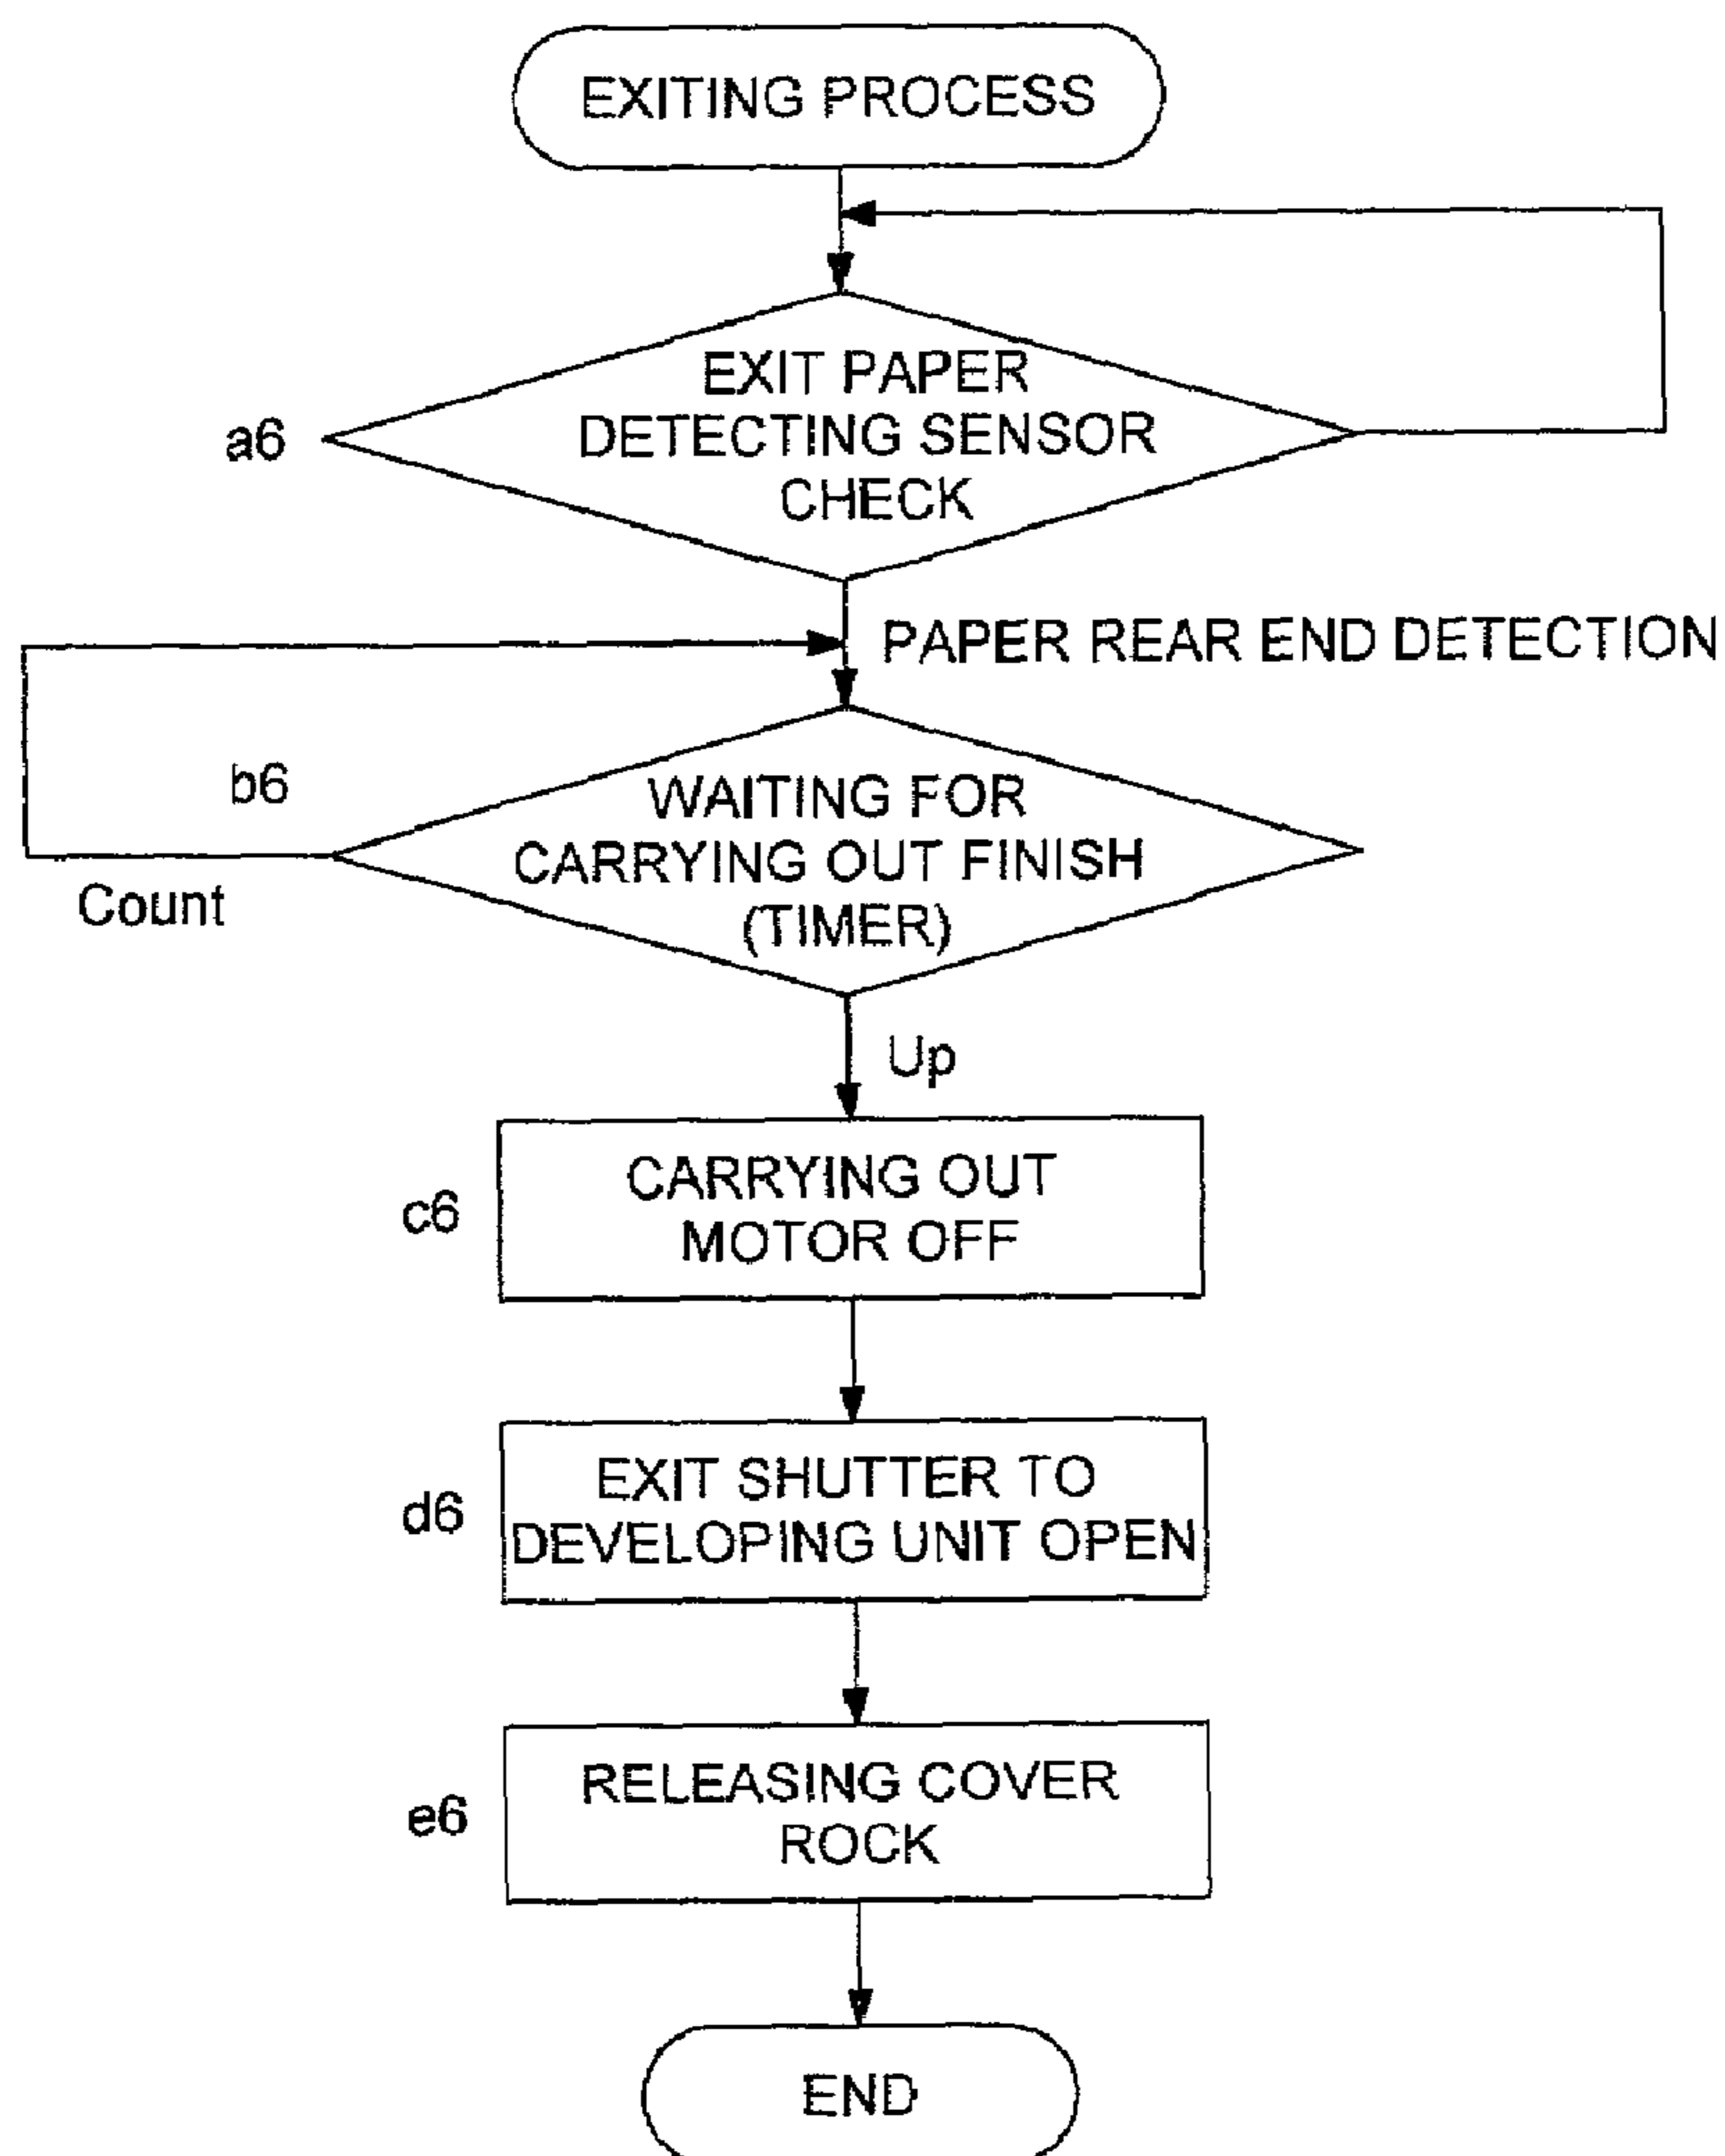 EXITING PROCESS
EXIT PAPER
DETECTING SENSOR
CHECK
a6
PAPER REAR END DETECTION
b6
WAITING FOR
CARRYING OUT FINISH
(TIMER)
Count
Up
CARRYING OUT
MOTOR OFF
c6
EXIT SHUTTER TO
DEVELOPING UNIT OPEN
d6
RELEASING COVER
ROCK
e6
END